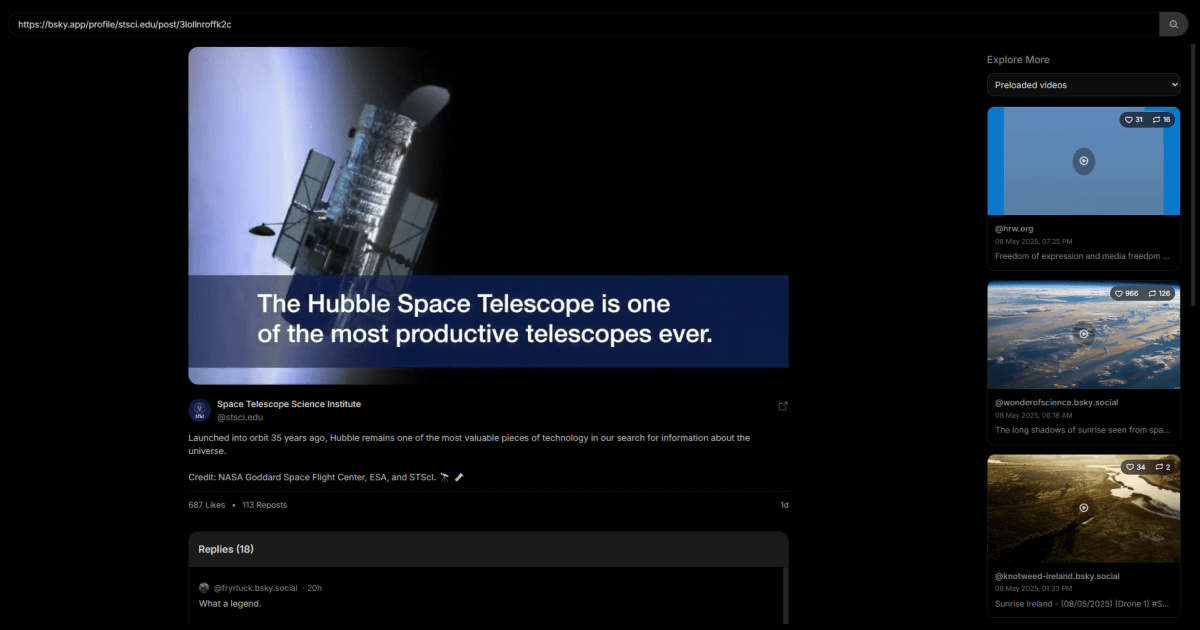 https://bsky.app/profile/stsci.edu/post/3lollnroffk2c
The Hubble Space Telescope is one
of the most productive telescopes ever.
Space Telescope Science Institute
@stsci.edu
Launched into orbit 35 years ago, Hubble remains one of the most valuable pieces of technology in our search for information about the
universe.
Credit: NASA Goddard Space Flight Center, ESA, and STScI. 🔭 🧪
687 Likes • 113 Reposts
1d
Replies (18)
@fryrtuck.bsky.social · 20h
What a legend.
Explore More
Preloaded videos
31 16
@hrw.org
08 May 2025, 07:25 PM
Freedom of expression and media freedom ...
966 126
@wonderofscience.bsky.social
08 May 2025, 06:18 AM
The long shadows of sunrise seen from spa...
34 2
@knotweed-ireland.bsky.social
08 May 2025, 01:33 PM
Sunrise Ireland - (08/05/2025) (Drone 1) #S...